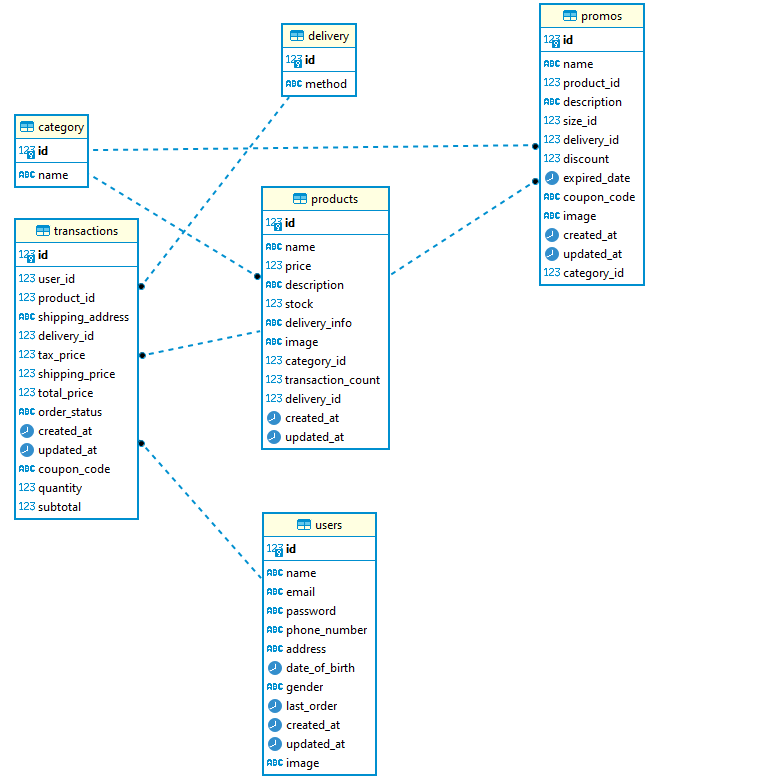 delivery
123 id
ABC method
category
123 id
ABC name
transactions
123 id
123 user_id
123 product_id
ABC shipping_address
123 delivery_id
123 tax_price
123 shipping_price
123 total_price
ABC order_status
created_at
updated_at
ABC coupon_code
123 quantity
123 subtotal
products
123 id
ABC name
123 price
ABC description
123 stock
ABC delivery_info
ABC image
123 category_id
123 transaction_count
123 delivery_id
created_at
updated_at
promos
123 id
ABC name
123 product_id
ABC description
123 size_id
123 delivery_id
123 discount
expired_date
ABC coupon_code
ABC image
created_at
updated_at
123 category_id
users
123 id
ABC name
ABC email
ABC password
ABC phone_number
ABC address
date_of_birth
ABC gender
last_order
created_at
updated_at
ABC image